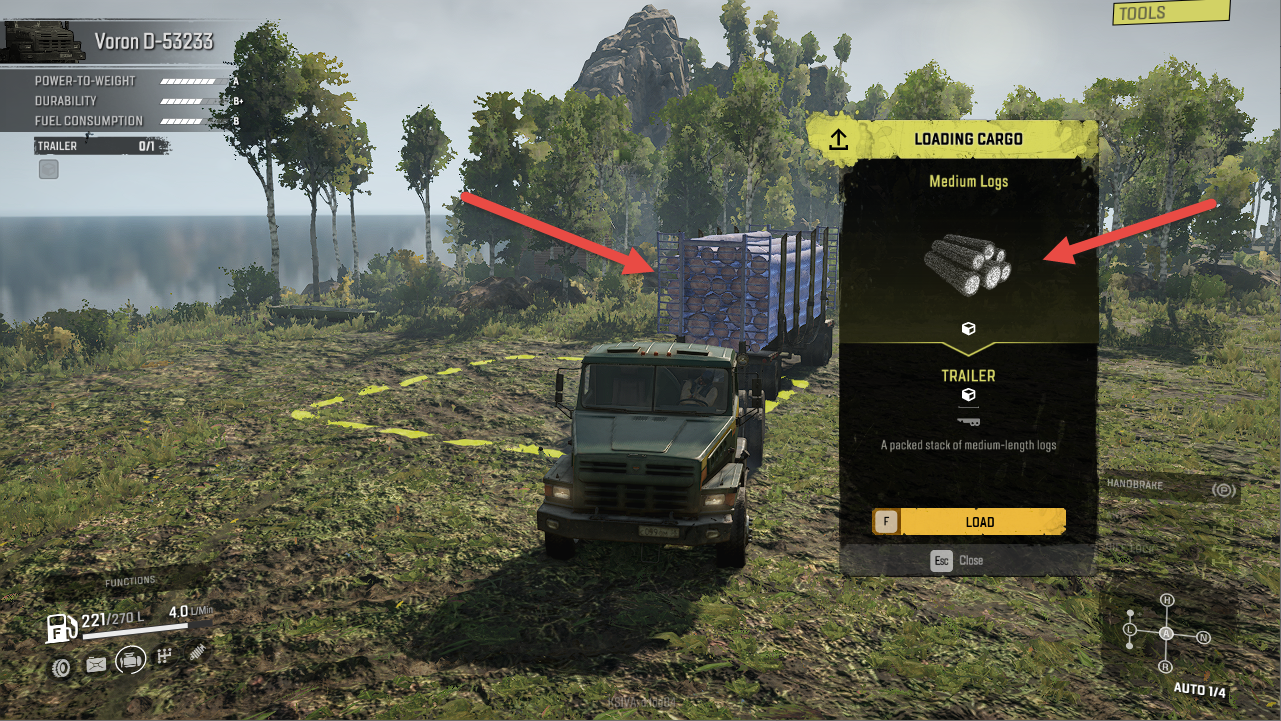 TOOLS
Voron D-53233
POWER-TO-WEIGHT
DURABILITY B+
FUEL CONSUMPTION B
TRAILER 0/1
LOADING CARGO
Medium Logs
TRAILER
A packed stack of medium-length logs
F LOAD
Esc Close
HANDBRAKE P
FUNCTIONS
F 221/270 L 4.0 L/Min
H
L A N
R
AUTO 1/4